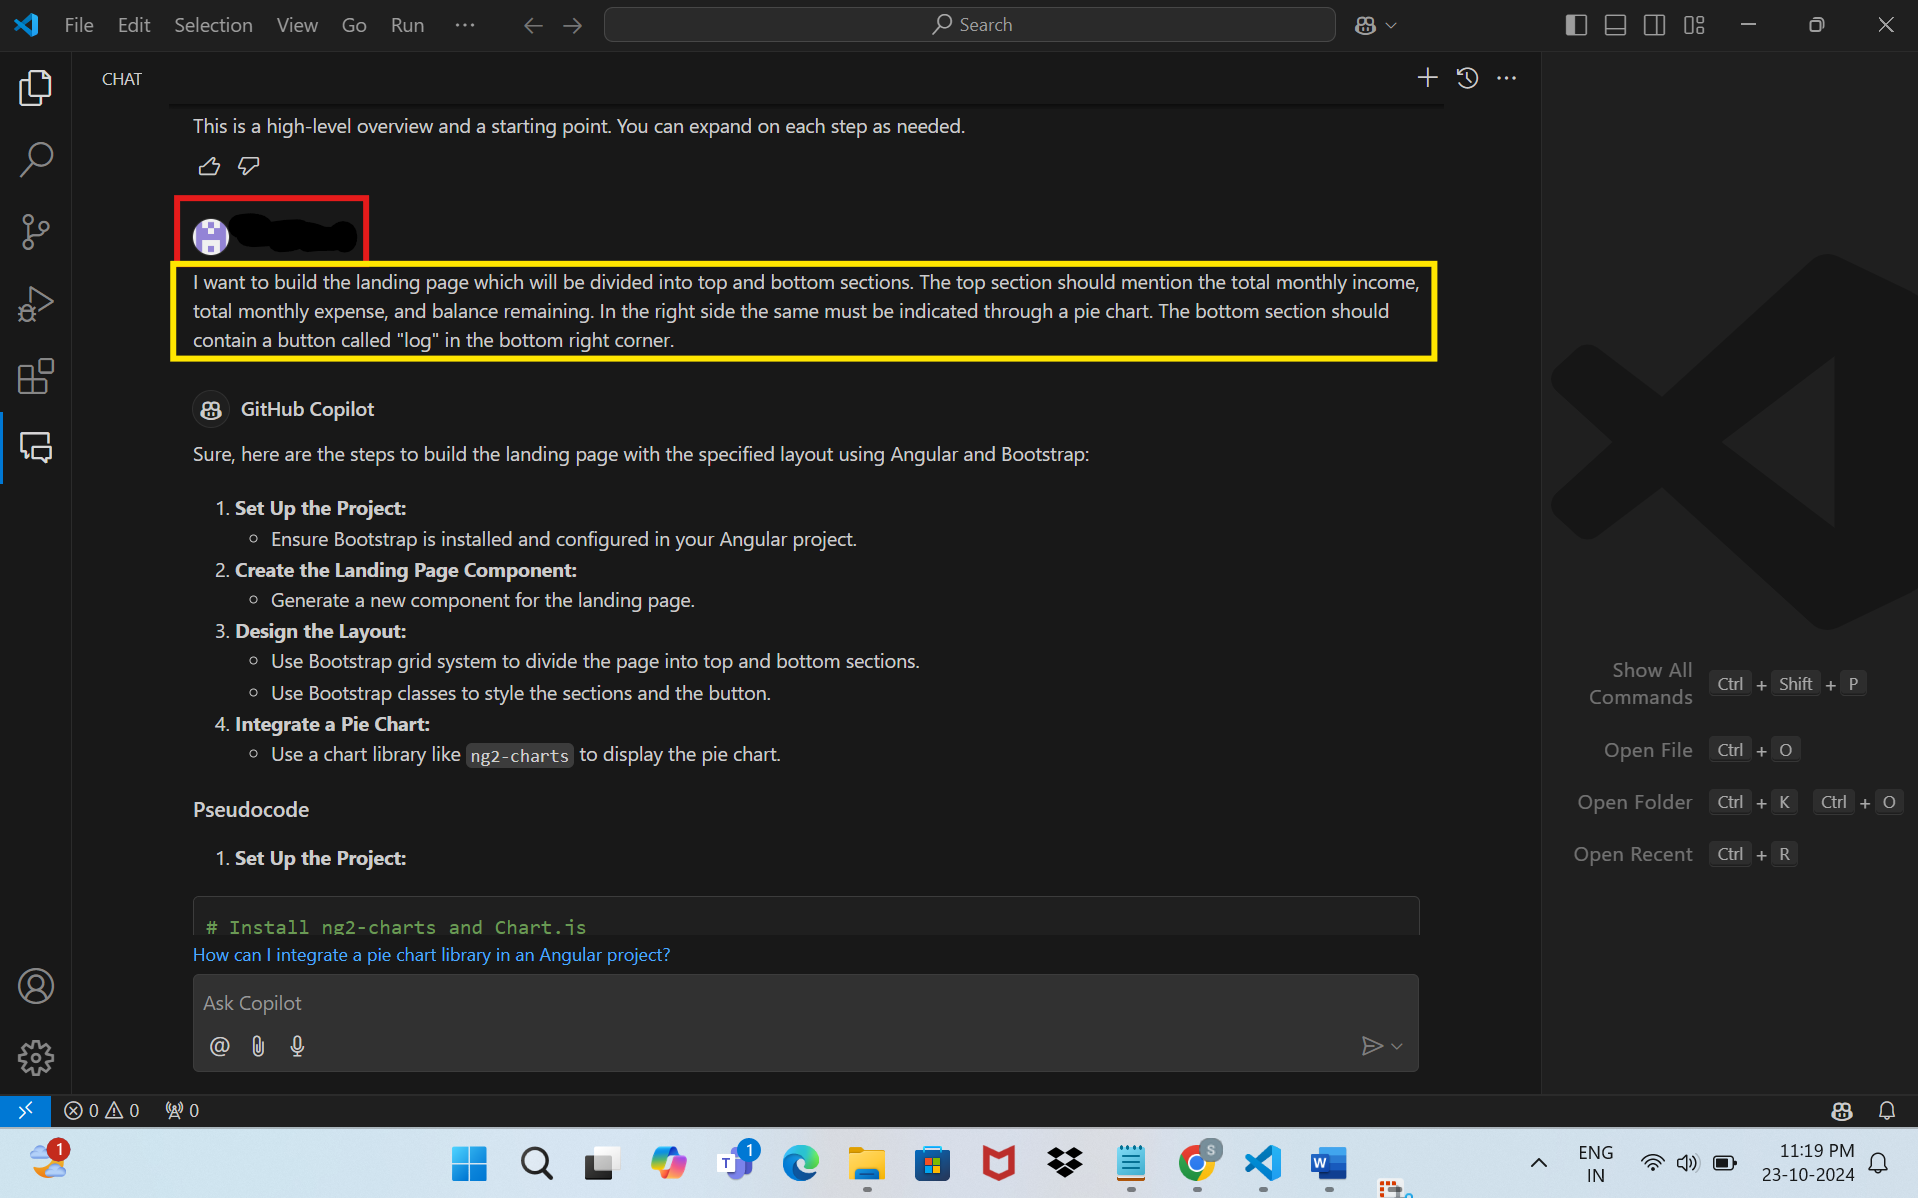 File Edit Selection View Go Run ··· Search
CHAT
This is a high-level overview and a starting point. You can expand on each step as needed.
I want to build the landing page which will be divided into top and bottom sections. The top section should mention the total monthly income,
total monthly expense, and balance remaining. In the right side the same must be indicated through a pie chart. The bottom section should
contain a button called "log" in the bottom right corner.
GitHub Copilot
Sure, here are the steps to build the landing page with the specified layout using Angular and Bootstrap:
1. Set Up the Project:
Ensure Bootstrap is installed and configured in your Angular project.
2. Create the Landing Page Component:
Generate a new component for the landing page.
3. Design the Layout:
Use Bootstrap grid system to divide the page into top and bottom sections.
Use Bootstrap classes to style the sections and the button.
4. Integrate a Pie Chart:
Use a chart library like ng2-charts to display the pie chart.
Pseudocode
1. Set Up the Project:
# Install ng2-charts and Chart.js
How can I integrate a pie chart library in an Angular project?
Ask Copilot
@
Show All
Commands Ctrl + Shift + P
Open File Ctrl + O
Open Folder Ctrl + K Ctrl + O
Open Recent Ctrl + R
0 0 0
1
T 1
S
W
ENG
IN
11:19 PM
23-10-2024